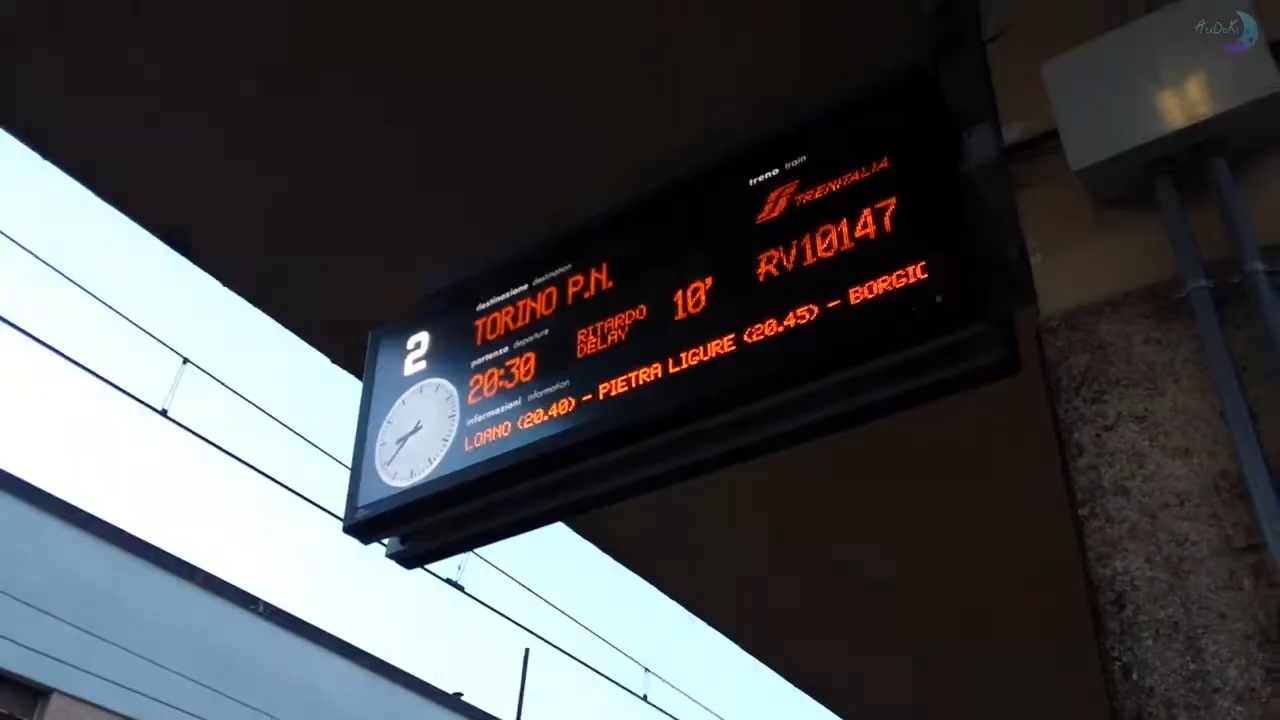 AuDoKi
treno train
TRENITALIA
RV10147
destinazione destination
TORINO P.N.
2
partenza departure
20:30
RITARDO
DELAY
10'
informazioni information
LOANO (20.40) - PIETRA LIGURE (20.45) - BORGIO